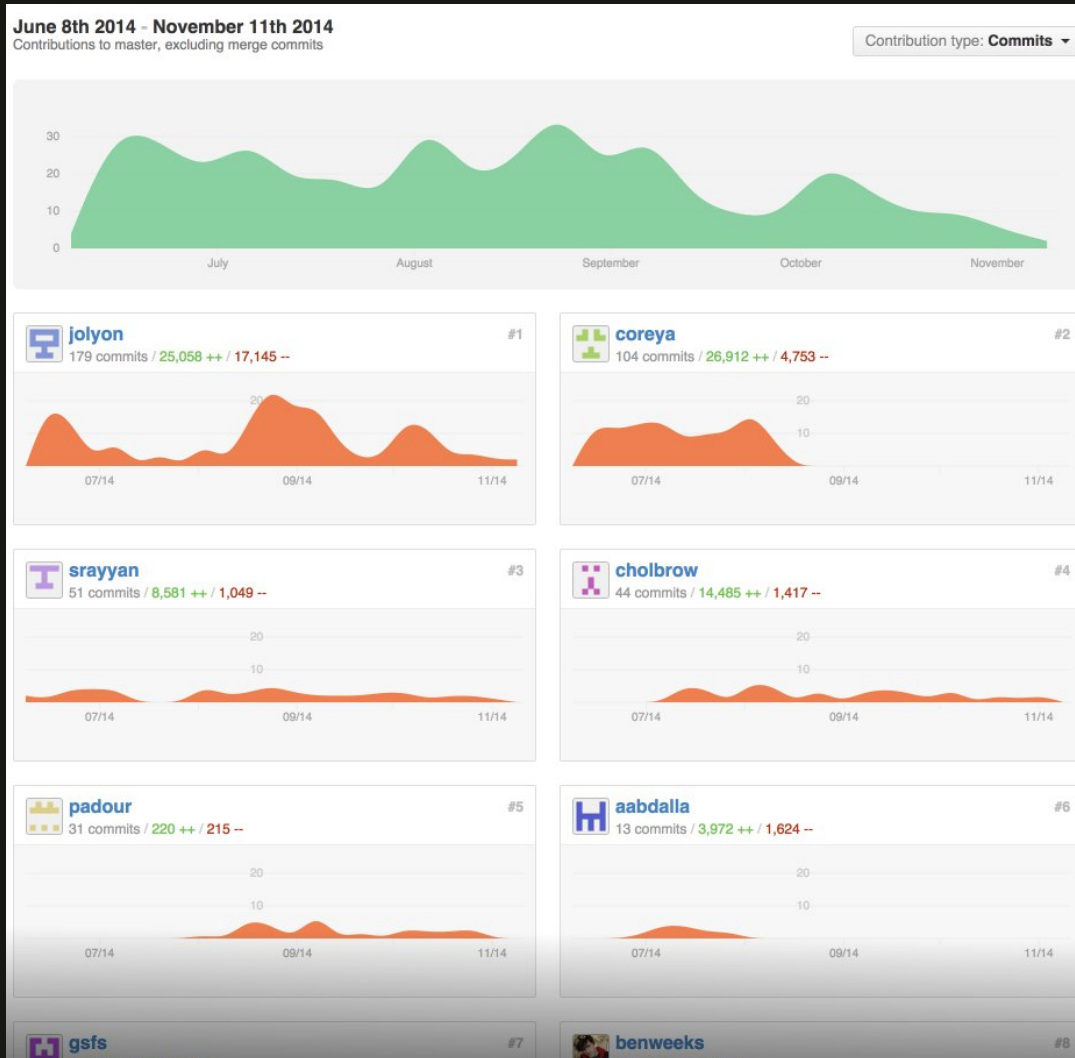 June 8th 2014 - November 11th 2014
Contributions to master, excluding merge commits
Contribution type: Commits
30
20
10
0
July August September October November
jolyon #1
179 commits / 25,058 ++ / 17,145 --
20
07/14 09/14 11/14
coreya #2
104 commits / 26,912 ++ / 4,753 --
20
10
07/14 09/14 11/14
srayyan #3
51 commits / 8,581 ++ / 1,049 --
20
10
07/14 09/14 11/14
cholbrow #4
44 commits / 14,485 ++ / 1,417 --
20
10
07/14 09/14 11/14
padour #5
31 commits / 220 ++ / 215 --
20
10
07/14 09/14 11/14
aabdalla #6
13 commits / 3,972 ++ / 1,624 --
20
10
07/14 09/14 11/14
gsfs #7
benweeks #8